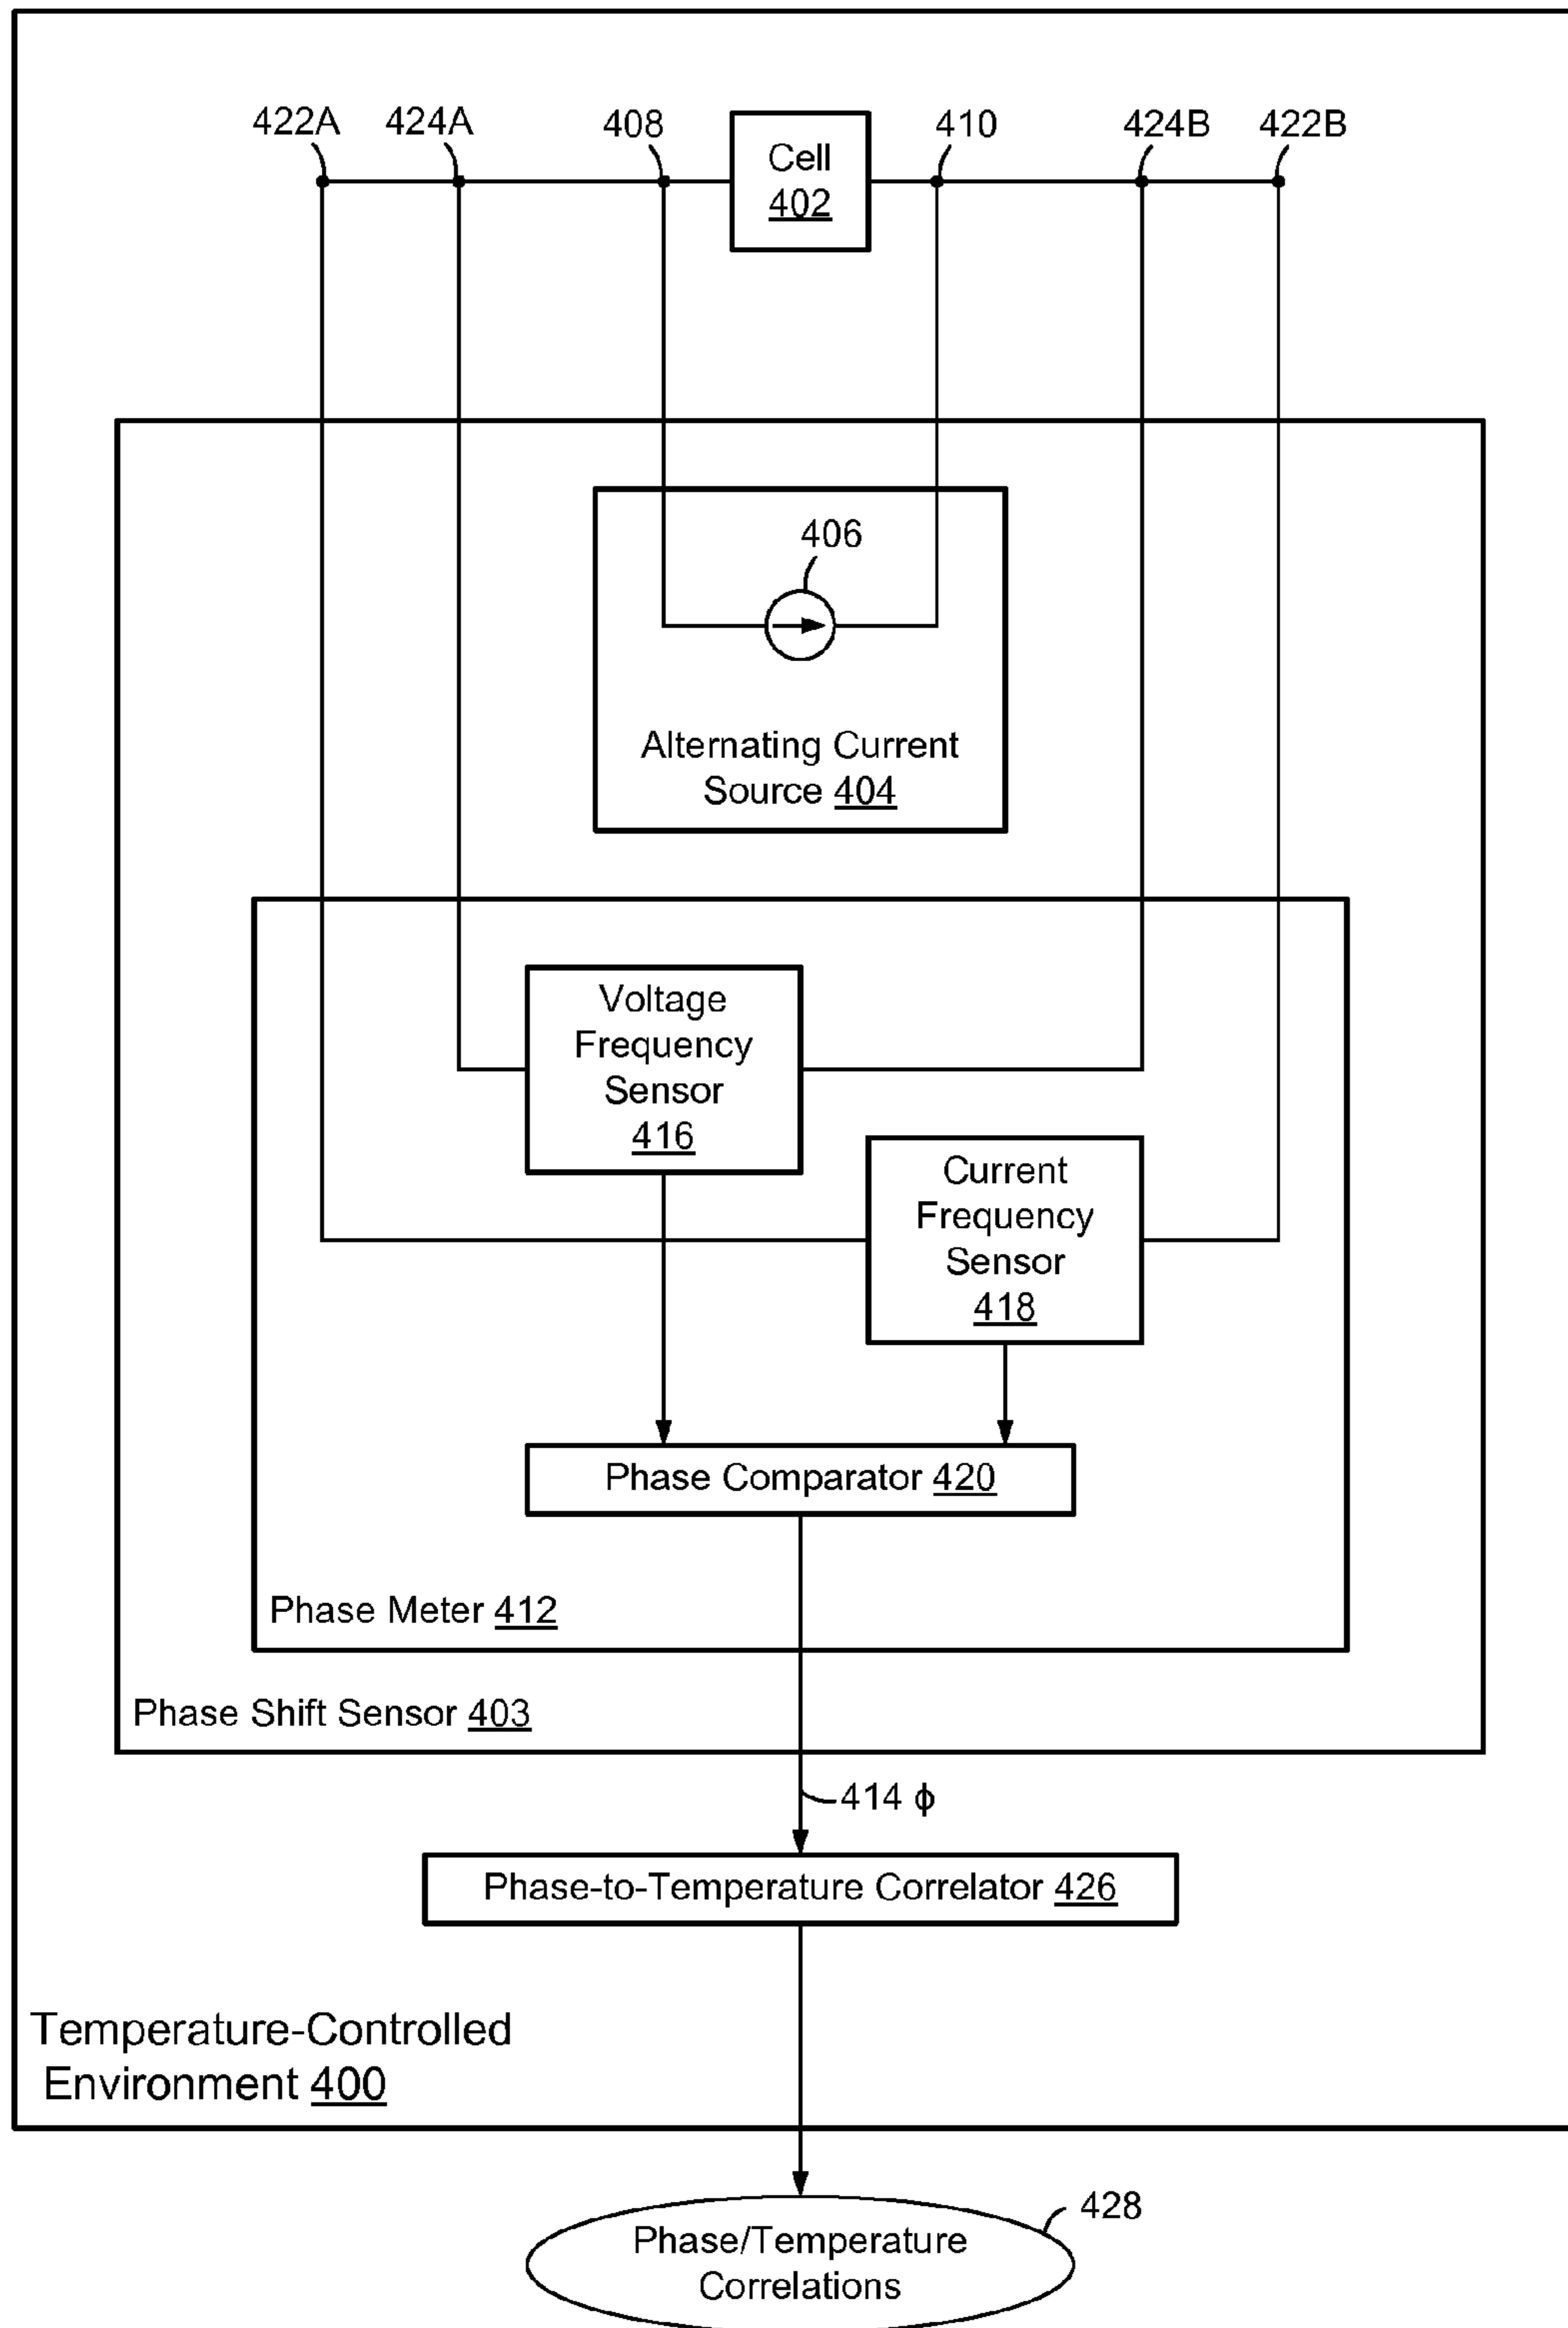 422A 424A 408 410 424B 422B
Cell
402
406
Alternating Current
Source 404
Voltage
Frequency
Sensor
416
Current
Frequency
Sensor
418
Phase Comparator 420
Phase Meter 412
Phase Shift Sensor 403
414 ϕ
Phase-to-Temperature Correlator 426
Temperature-Controlled
Environment 400
428
Phase/Temperature
Correlations